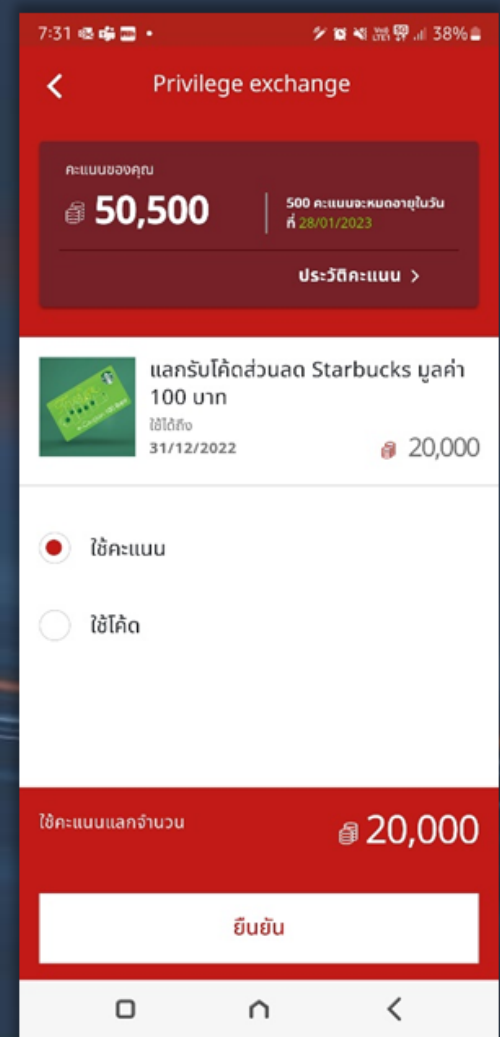 7:31
38%
Privilege exchange
คะแนนของคุณ
50,500
500 คะแนนจะหมดอายุในวัน
ที่ 28/01/2023
ประวัติคะแนน >
แลกรับโค้ดส่วนลด Starbucks มูลค่า
100 บาท
ใช้ได้ถึง
31/12/2022
20,000
ใช้คะแนน
ใช้โค้ด
ใช้คะแนนแลกจำนวน
20,000
ยืนยัน